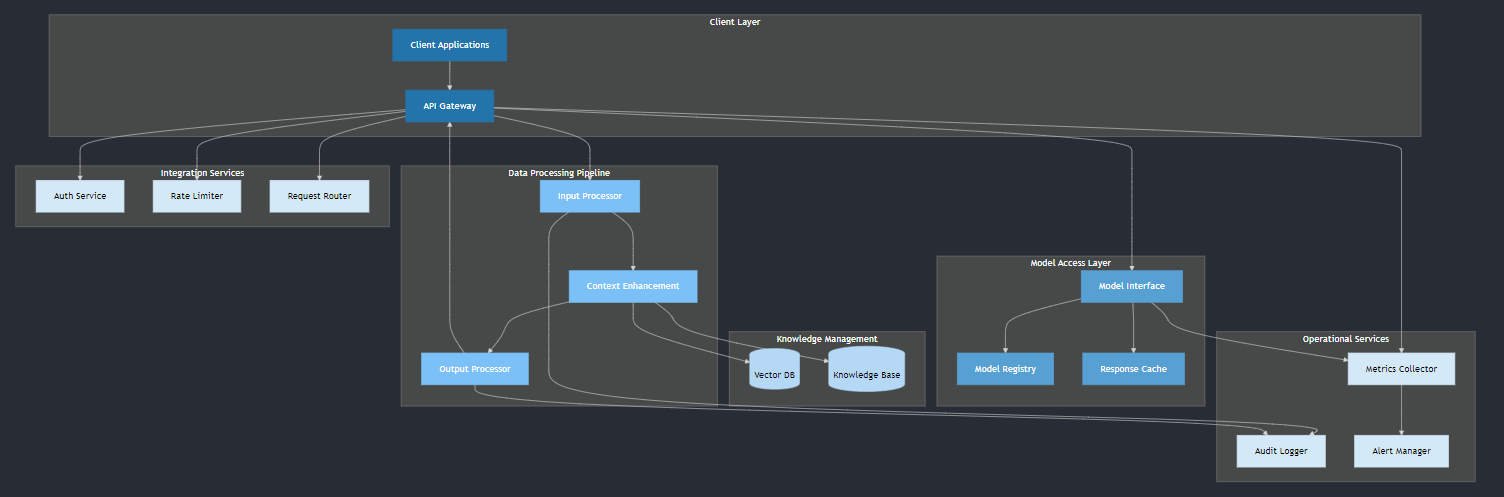 Client Layer
Client Applications
API Gateway
Integration Services
Auth Service
Rate Limiter
Request Router
Data Processing Pipeline
Input Processor
Context Enhancement
Output Processor
Knowledge Management
Vector DB
Knowledge Base
Model Access Layer
Model Interface
Model Registry
Response Cache
Operational Services
Metrics Collector
Audit Logger
Alert Manager